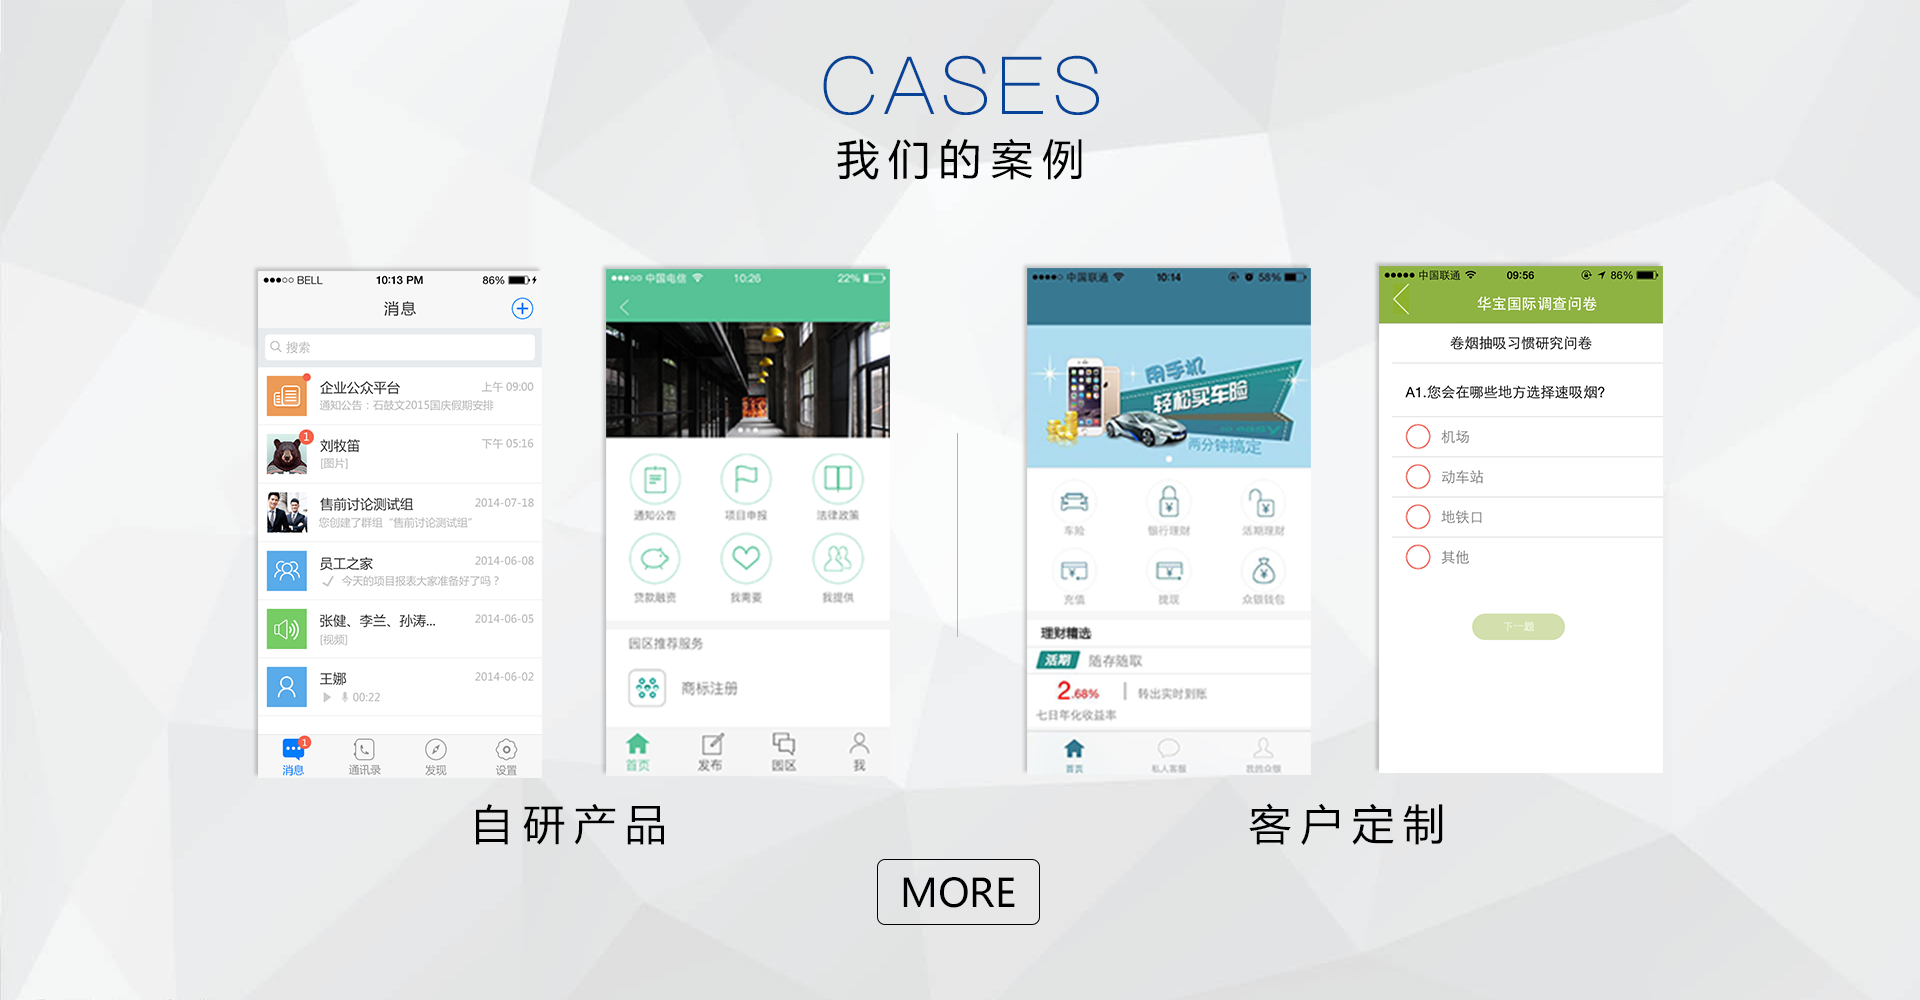 CASES
我们的案例
BELL 10:13 PM 86%
消息
搜索
企业公众平台 上午 09:00
通知公告：石鼓文2015国庆假期安排
1
刘牧笛 下午 05:16
[图片]
售前讨论测试组 2014-07-18
您创建了群组“售前讨论测试组”
员工之家 2014-06-08
今天的项目报表大家准备好了吗？
张健、李兰、孙涛... 2014-06-05
[视频]
王娜 2014-06-02
00:22
1
消息 通讯录 发现 设置
中国电信 10:26 22%
通知公告 项目申报 法律政策
贷款融资 我需要 我提供
园区推荐服务
商标注册
首页 发布 园区 我
自研产品
中国联通 10:14 58%
用手机
轻松买车险
so easy
两分钟搞定
车险 银行理财 活期理财
充值 提现 众银钱包
理财精选
活期 随存随取
2.68% 转出实时到账
七日年化收益率
首页 私人客服 我的众银
中国联通 09:56 86%
华宝国际调查问卷
卷烟抽吸习惯研究问卷
A1.您会在哪些地方选择速吸烟?
机场
动车站
地铁口
其他
下一题
客户定制
MORE